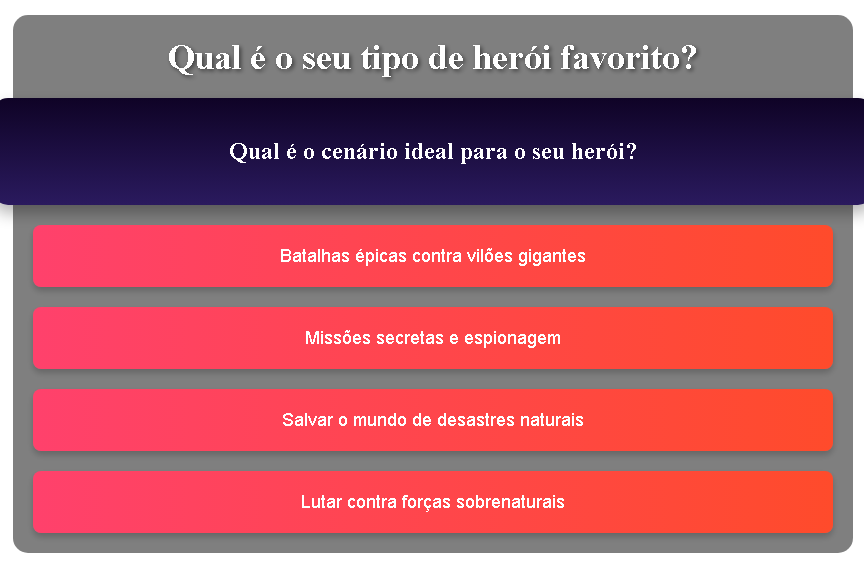 Qual é o seu tipo de herói favorito?
Qual é o cenário ideal para o seu herói?
Batalhas épicas contra vilões gigantes
Missões secretas e espionagem
Salvar o mundo de desastres naturais
Lutar contra forças sobrenaturais